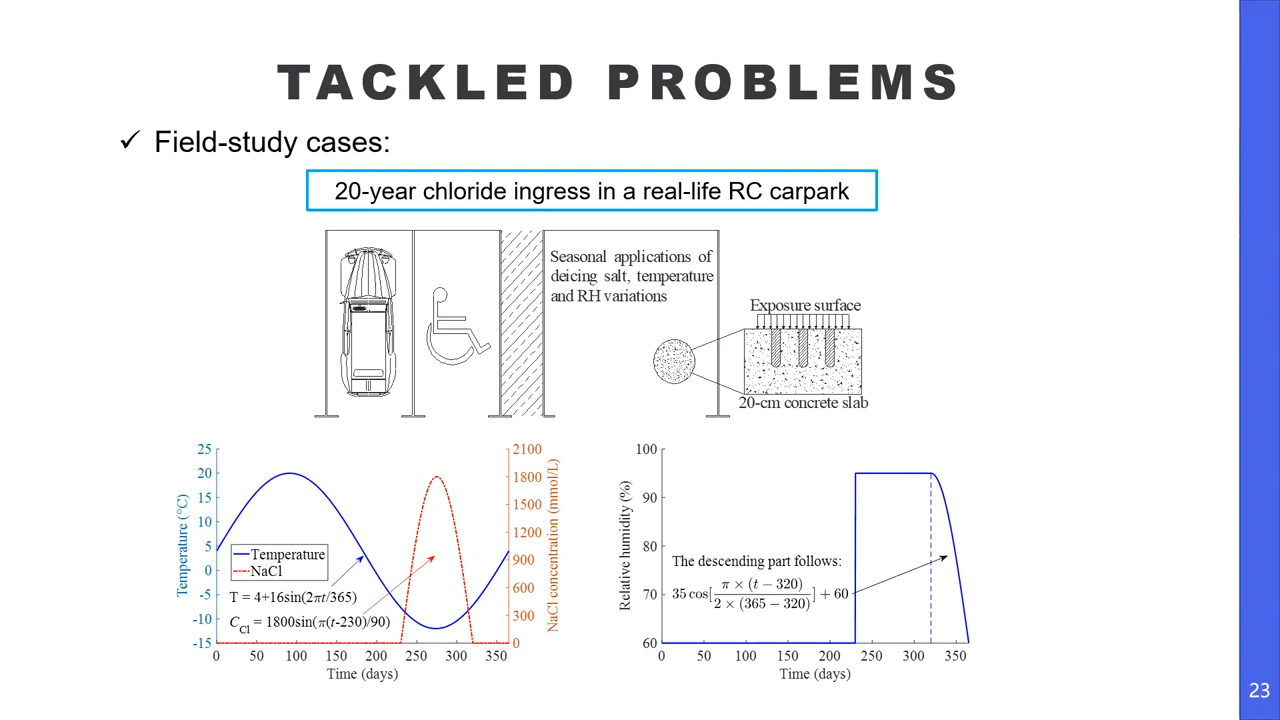 TACKLED PROBLEMS
✓ Field-study cases:
20-year chloride ingress in a real-life RC carpark
Seasonal applications of
deicing salt, temperature
and RH variations
Exposure surface
20-cm concrete slab
25
20
15
10
5
0
-5
-10
-15
Temperature (°C)
2100
1800
1500
1200
900
600
300
0
NaCl concentration (mmol/L)
Temperature
NaCl
T = 4+16sin(2πt/365)
C_Cl = 1800sin(π(t-230)/90)
0 50 100 150 200 250 300 350
Time (days)
100
90
80
70
60
Relative humidity (%)
The descending part follows:
35 cos[π × (t − 320) / 2 × (365 − 320)] + 60
0 50 100 150 200 250 300 350
Time (days)
23